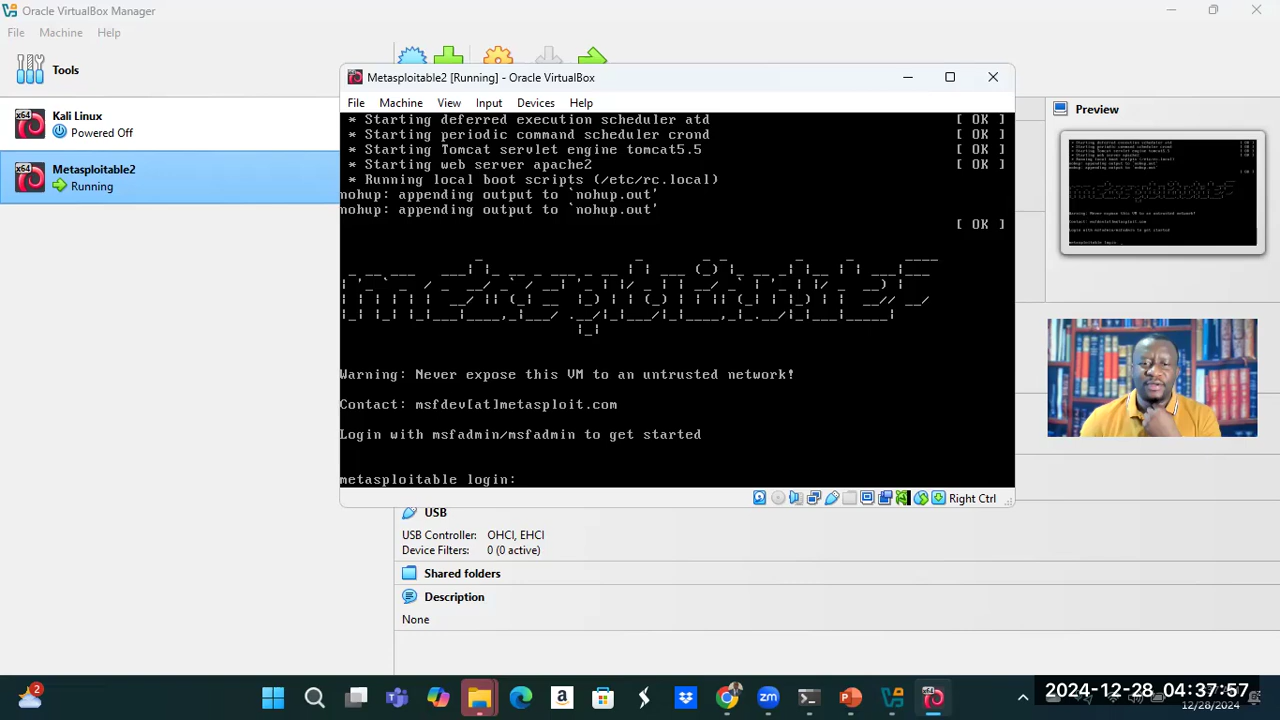 Oracle VirtualBox Manager
File Machine Help
Tools
Kali Linux
Powered Off
Metasploitable2
Running
Metasploitable2 [Running] - Oracle VirtualBox
File Machine View Input Devices Help
* Starting deferred execution scheduler atd [ OK ]
* Starting periodic command scheduler crond [ OK ]
* Starting Tomcat servlet engine tomcat5.5 [ OK ]
* Starting web server apache2 [ OK ]
* Running local boot scripts (/etc/rc.local)
nohup: appending output to `nohup.out'
nohup: appending output to `nohup.out'
[ OK ]
metasploitable2
Warning: Never expose this VM to an untrusted network!
Contact: msfdev[at]metasploit.com
Login with msfadmin/msfadmin to get started
metasploitable login:
Right Ctrl
Preview
USB
USB Controller: OHCI, EHCI
Device Filters: 0 (0 active)
Shared folders
Description
None
2
2024-12-28 04:37:57
12/28/2024